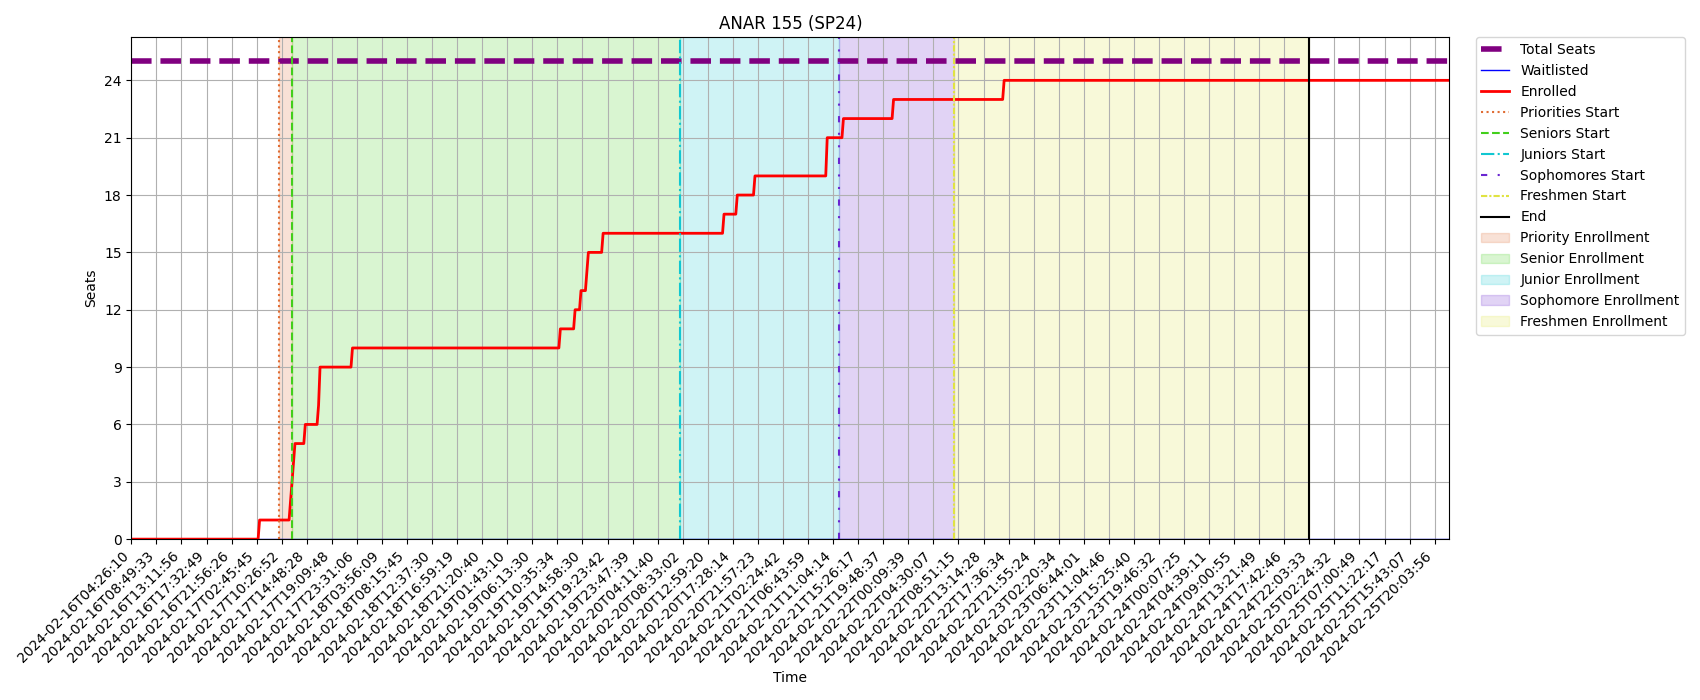 ANAR 155 (SP24)
Seats
24
21
18
15
12
9
6
3
0
2024-02-16T04:26:10
2024-02-16T08:49:33
2024-02-16T13:11:56
2024-02-16T17:32:49
2024-02-16T21:56:26
2024-02-17T02:45:45
2024-02-17T10:26:52
2024-02-17T14:48:28
2024-02-17T19:09:48
2024-02-17T23:31:06
2024-02-18T03:56:09
2024-02-18T08:15:45
2024-02-18T12:37:30
2024-02-18T16:59:19
2024-02-18T21:20:40
2024-02-19T01:43:10
2024-02-19T06:13:30
2024-02-19T10:35:34
2024-02-19T14:58:30
2024-02-19T19:23:42
2024-02-19T23:47:39
2024-02-20T04:11:40
2024-02-20T08:33:02
2024-02-20T12:59:20
2024-02-20T17:28:14
2024-02-20T21:57:23
2024-02-21T02:24:42
2024-02-21T06:43:59
2024-02-21T11:04:14
2024-02-21T15:26:17
2024-02-21T19:48:37
2024-02-22T00:09:39
2024-02-22T04:30:07
2024-02-22T08:51:15
2024-02-22T13:14:28
2024-02-22T17:36:34
2024-02-22T21:55:24
2024-02-23T02:20:34
2024-02-23T06:44:01
2024-02-23T11:04:46
2024-02-23T15:25:40
2024-02-23T19:46:32
2024-02-24T00:07:25
2024-02-24T04:39:11
2024-02-24T09:00:55
2024-02-24T13:21:49
2024-02-24T17:42:46
2024-02-24T22:03:33
2024-02-25T02:24:32
2024-02-25T07:00:49
2024-02-25T11:22:17
2024-02-25T15:43:07
2024-02-25T20:03:56
Time
Total Seats
Waitlisted
Enrolled
Priorities Start
Seniors Start
Juniors Start
Sophomores Start
Freshmen Start
End
Priority Enrollment
Senior Enrollment
Junior Enrollment
Sophomore Enrollment
Freshmen Enrollment